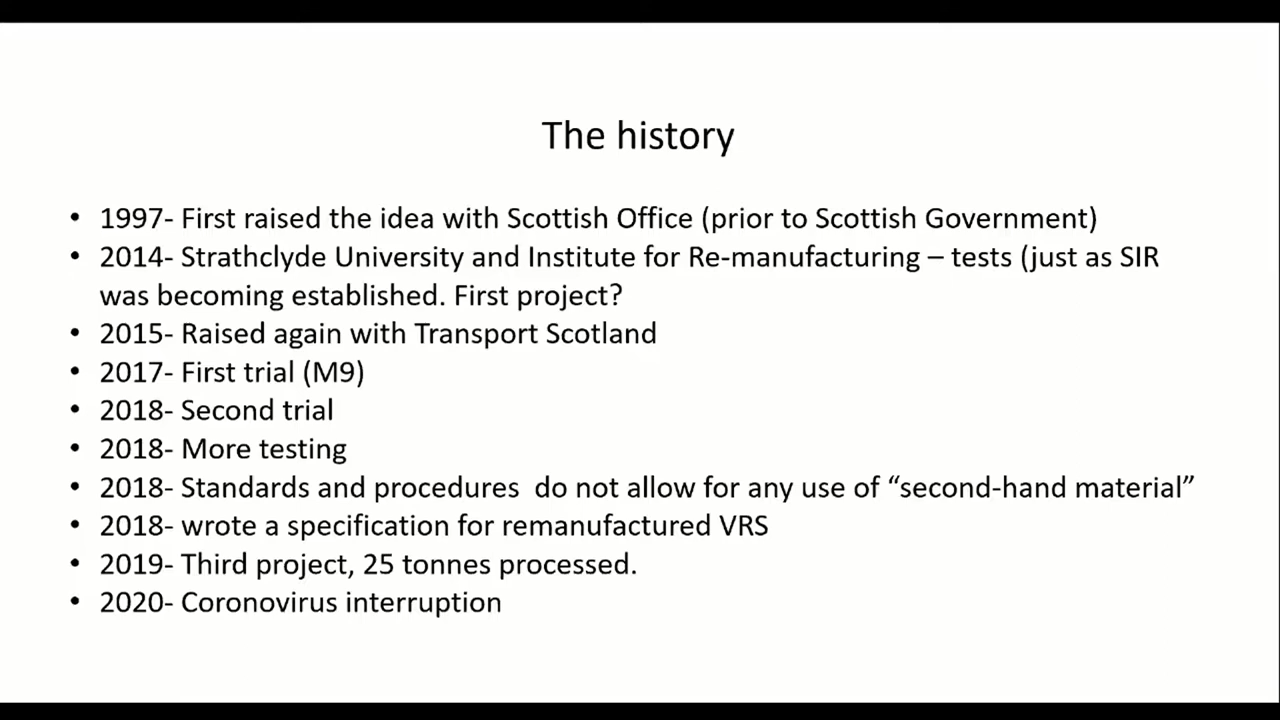 The history
• 1997- First raised the idea with Scottish Office (prior to Scottish Government)
• 2014- Strathclyde University and Institute for Re-manufacturing – tests (just as SIR
was becoming established. First project?
• 2015- Raised again with Transport Scotland
• 2017- First trial (M9)
• 2018- Second trial
• 2018- More testing
• 2018- Standards and procedures  do not allow for any use of “second-hand material”
• 2018- wrote a specification for remanufactured VRS
• 2019- Third project, 25 tonnes processed.
• 2020- Coronovirus interruption